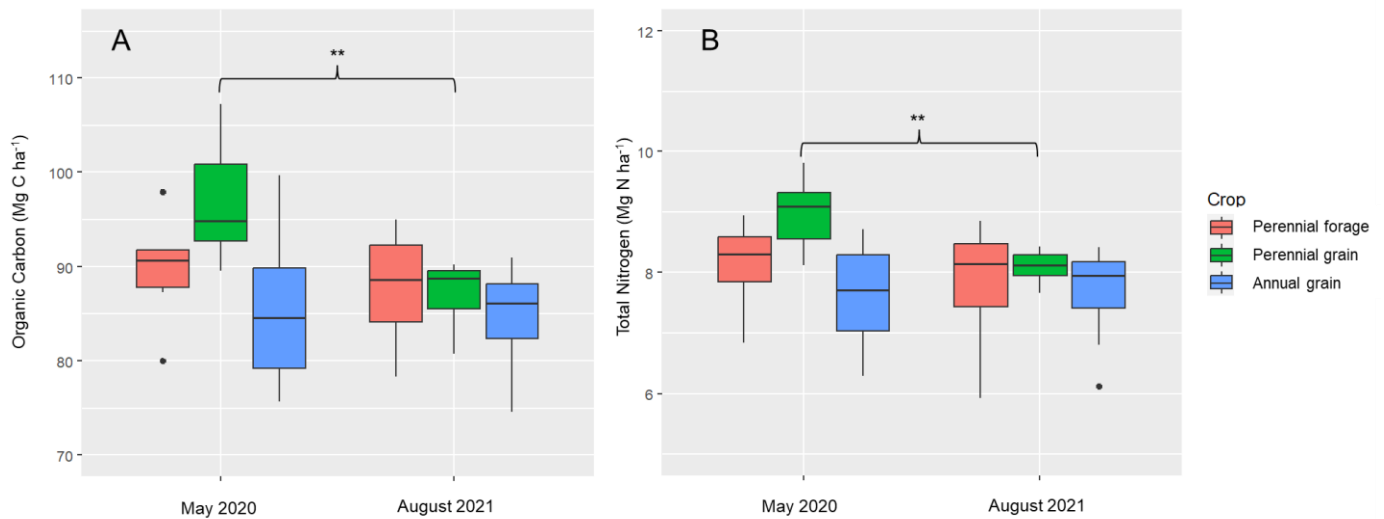 A
**
Organic Carbon (Mg C ha⁻¹)
110
100
90
80
70
May 2020
August 2021
B
**
Total Nitrogen (Mg N ha⁻¹)
12
10
8
6
May 2020
August 2021
Crop
Perennial forage
Perennial grain
Annual grain